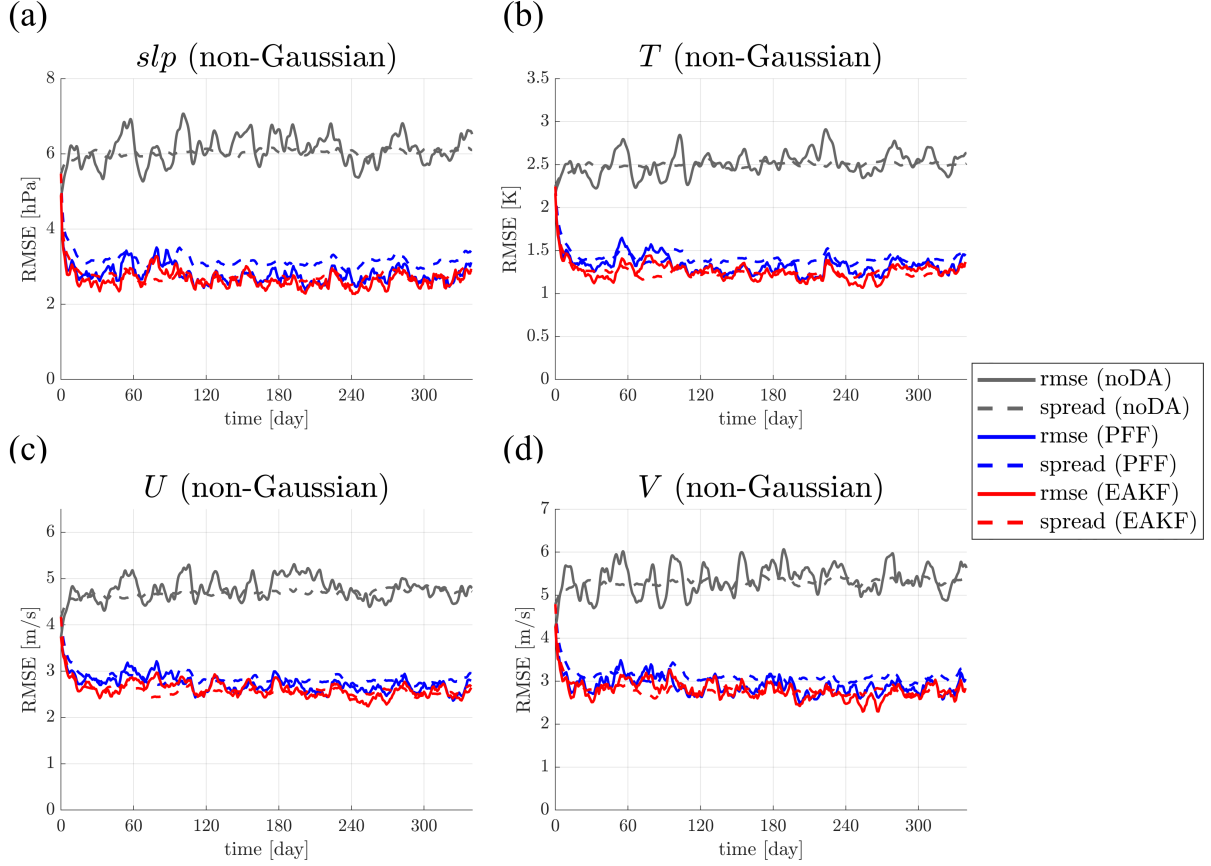 (a)
slp (non-Gaussian)
8
6
4
2
0
RMSE [hPa]
0 60 120 180 240 300
time [day]
(b)
T (non-Gaussian)
3.5
3
2.5
2
1.5
1
0.5
0
RMSE [K]
0 60 120 180 240 300
time [day]
rmse (noDA)
spread (noDA)
rmse (PFF)
spread (PFF)
rmse (EAKF)
spread (EAKF)
(c)
U (non-Gaussian)
6
5
4
3
2
1
0
RMSE [m/s]
0 60 120 180 240 300
time [day]
(d)
V (non-Gaussian)
7
6
5
4
3
2
1
0
RMSE [m/s]
0 60 120 180 240 300
time [day]